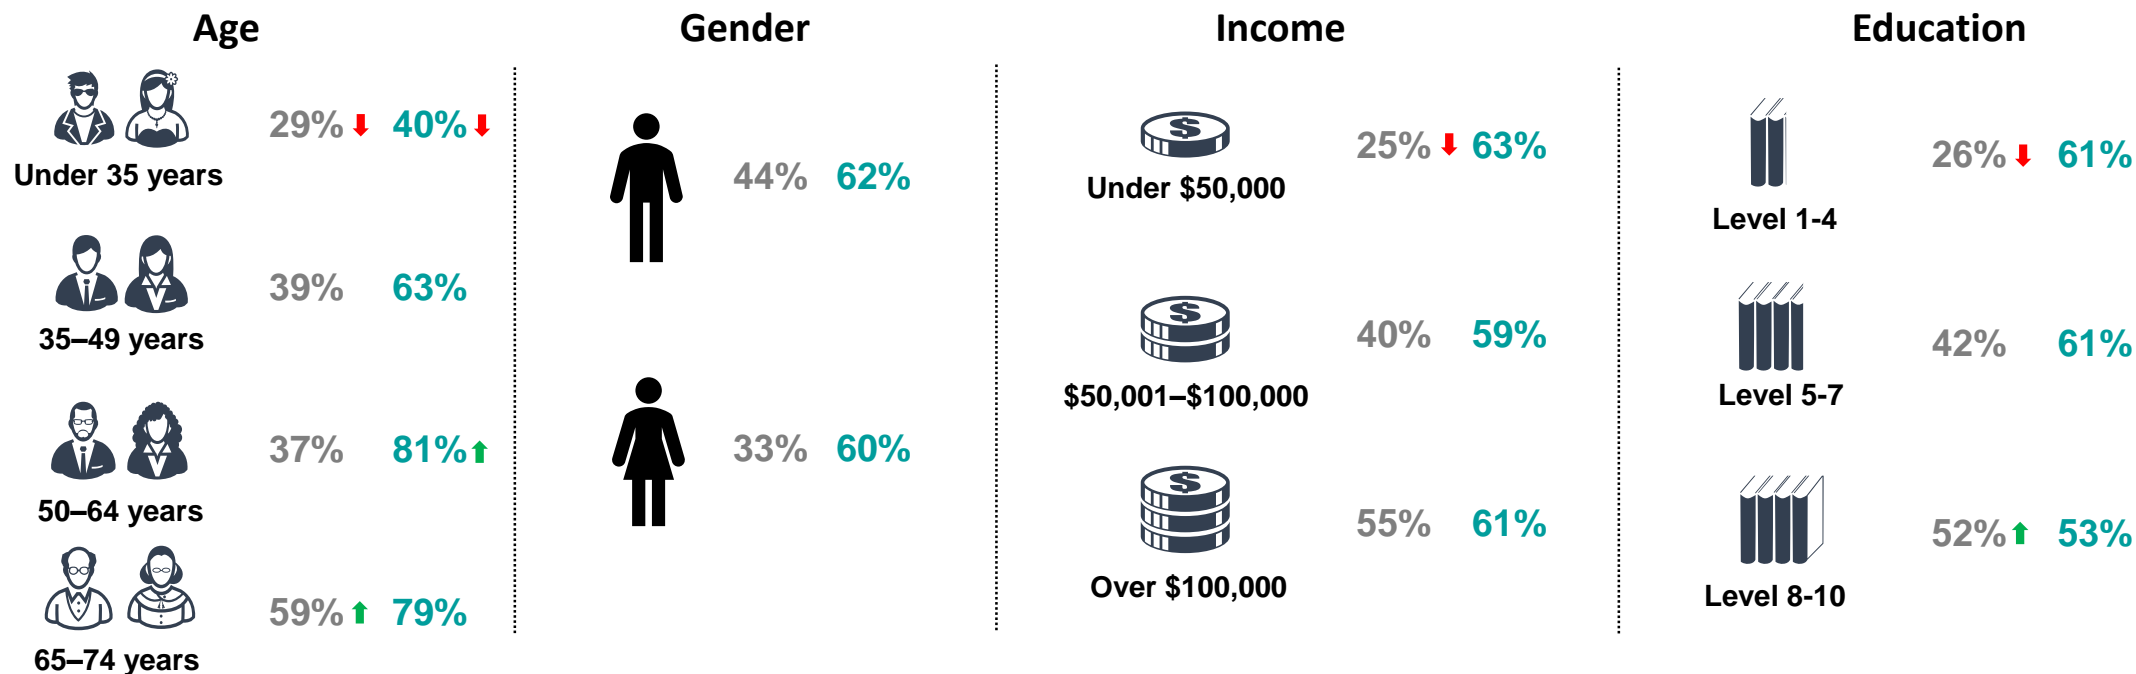 Age
29% 40%
Under 35 years
39% 63%
35–49 years
37% 81%
50–64 years
59% 79%
65–74 years
Gender
44% 62%
33% 60%
Income
$
25% 63%
Under $50,000
$
40% 59%
$50,001–$100,000
$
55% 61%
Over $100,000
Education
26% 61%
Level 1-4
42% 61%
Level 5-7
52% 53%
Level 8-10